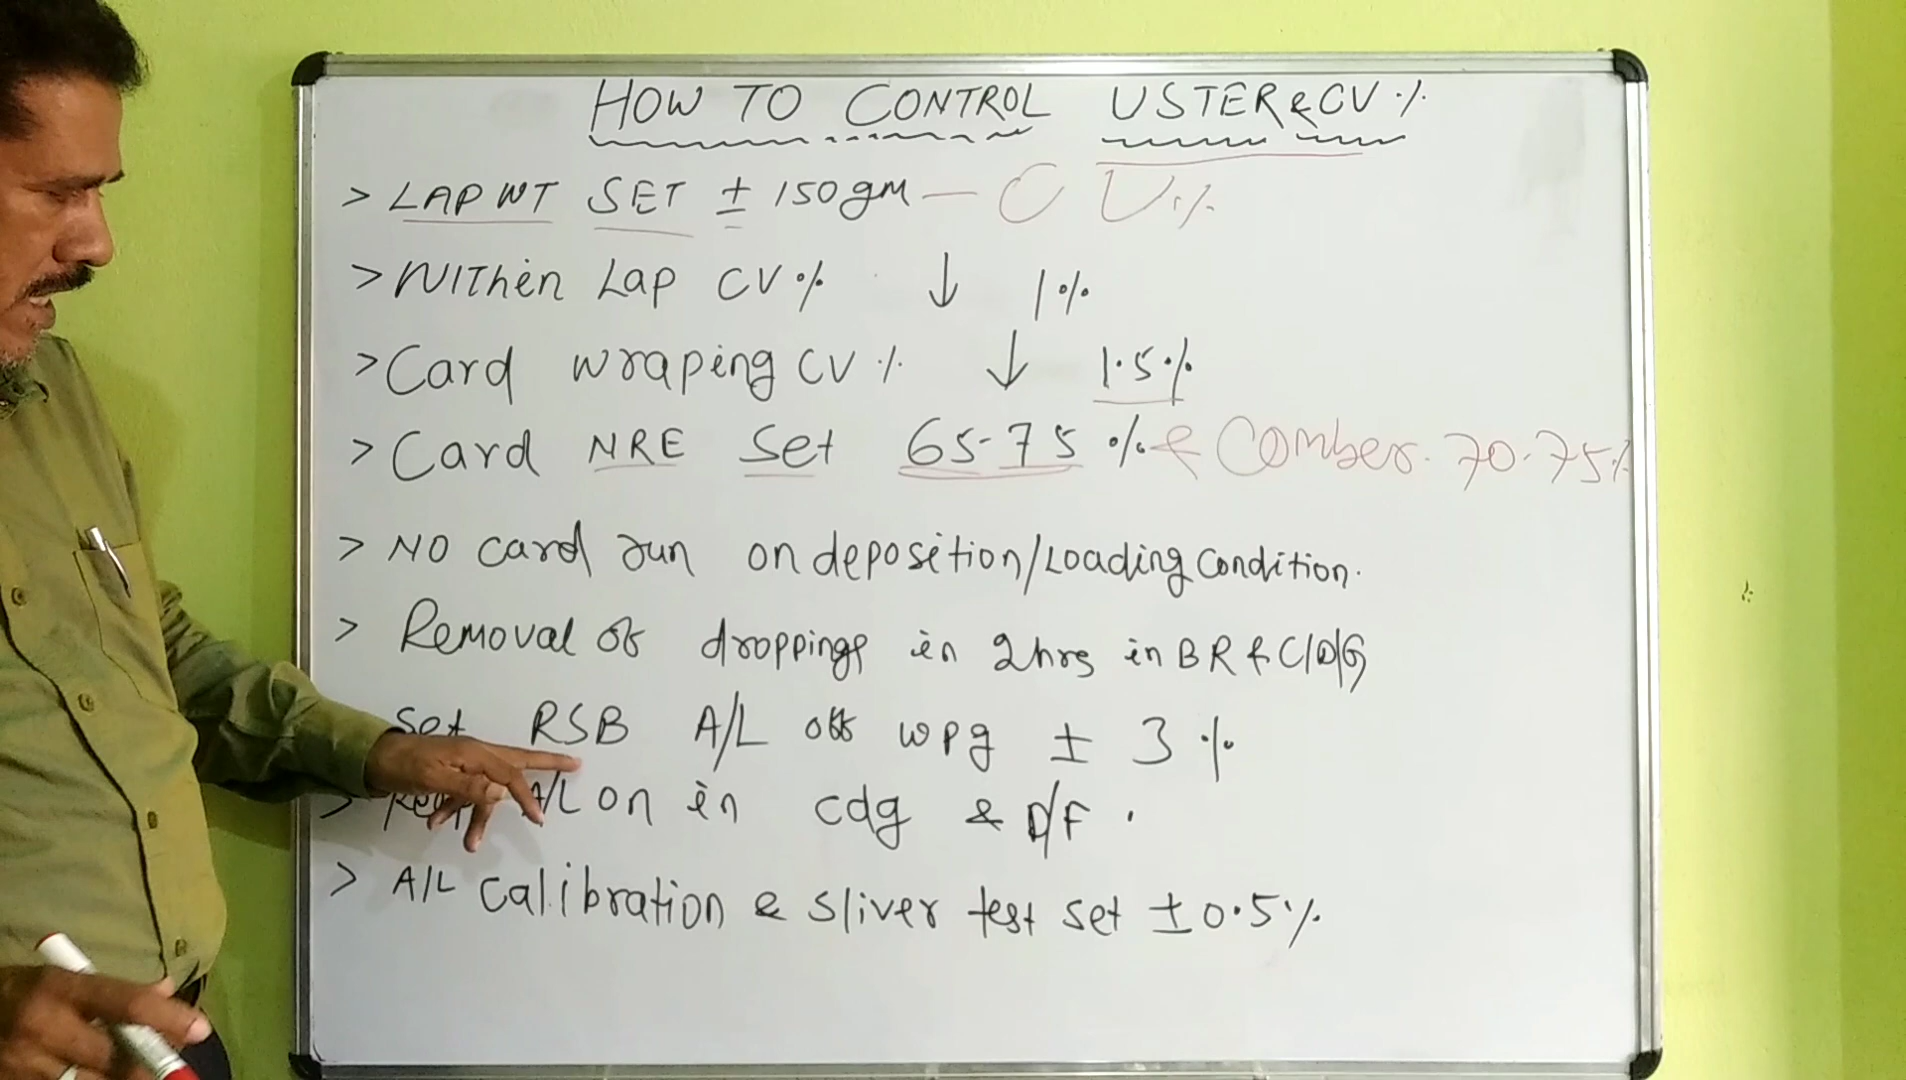 HOW TO CONTROL USTER & CV %
> LAP WT SET ± 150gm — C V %
> WIThin Lap CV % ↓ 1%
> Card wraping CV % ↓ 1.5%
> Card NRE Set 65-75 % & Comber. 70-75%
> NO card run on deposition/Loading Condition.
> Removal of droppings in 2hrs in BR & C/D/G
Set RSB A/L off wpg ± 3 %
> Keep A/L on in cdg & D/F .
> A/L Calibration & sliver test set ± 0.5%